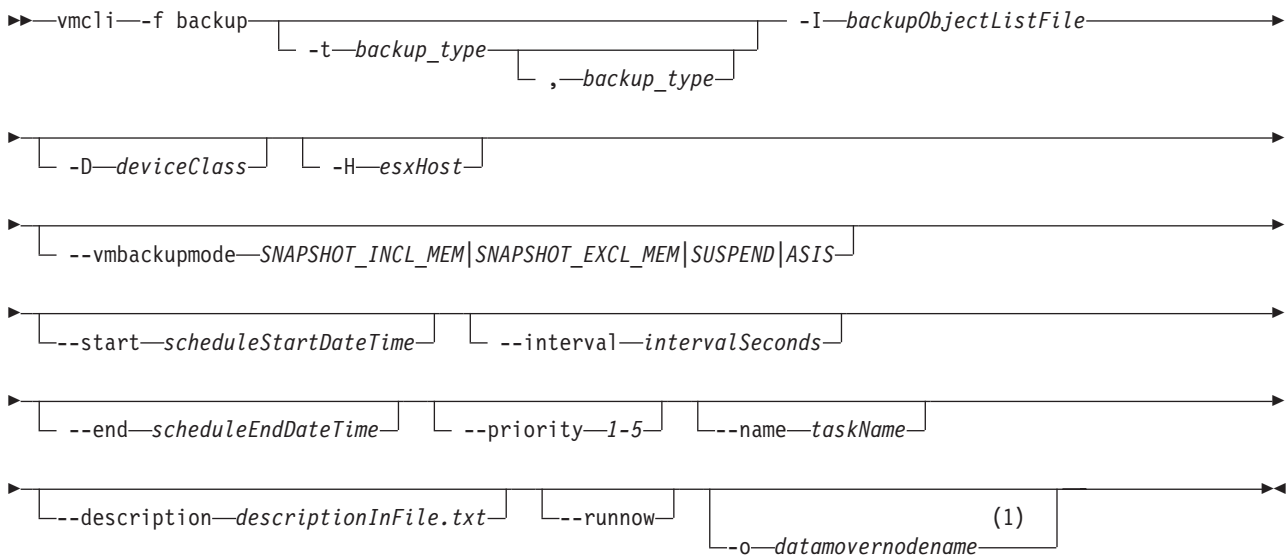 vmcli -f backup -t backup_type , backup_type -I backupObjectListFile
-D deviceClass -H esxHost
--vmbackupmode SNAPSHOT_INCL_MEM|SNAPSHOT_EXCL_MEM|SUSPEND|ASIS
--start scheduleStartDateTime --interval intervalSeconds
--end scheduleEndDateTime --priority 1-5 --name taskName
--description descriptionInFile.txt --runnow (1)
-o datamovernodename